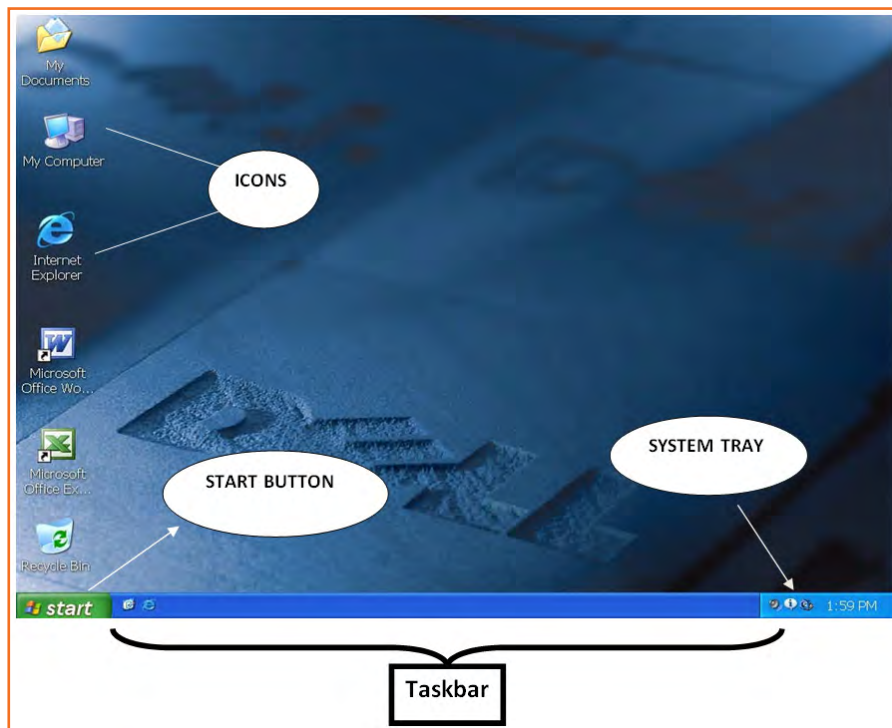 My
Documents
My Computer
ICONS
Internet
Explorer
Microsoft
Office Wo...
DELL
SYSTEM TRAY
Microsoft
Office Ex...
START BUTTON
Recycle Bin
start
1:59 PM
Taskbar